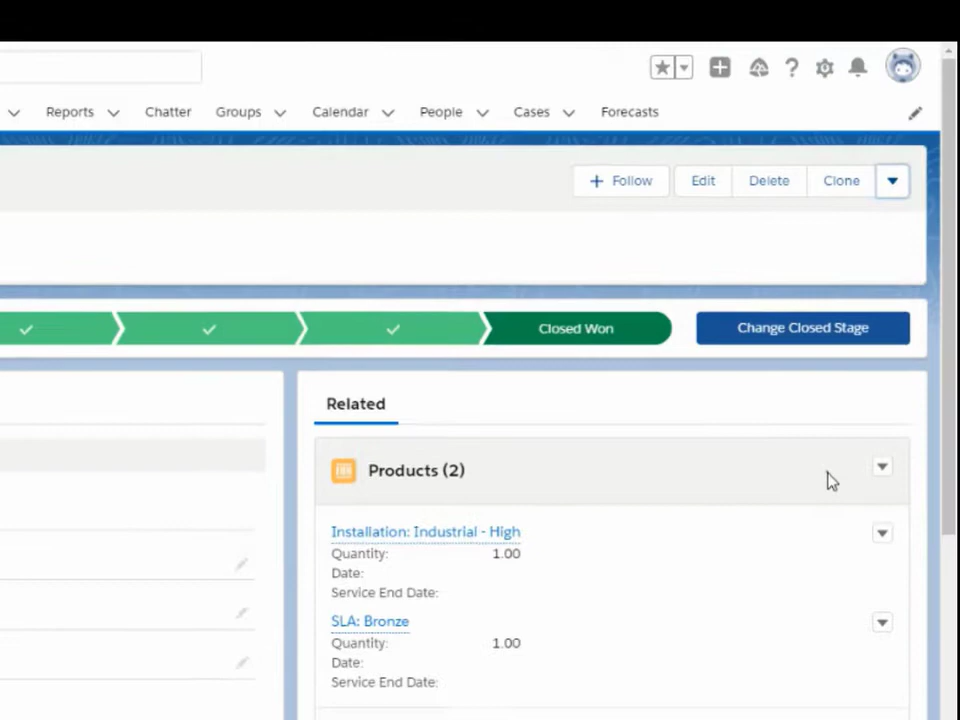 Reports Chatter Groups Calendar People Cases Forecasts
+ Follow Edit Delete Clone
Closed Won Change Closed Stage
Related
Products (2)
Installation: Industrial - High
Quantity: 1.00
Date:
Service End Date:
SLA: Bronze
Quantity: 1.00
Date:
Service End Date: